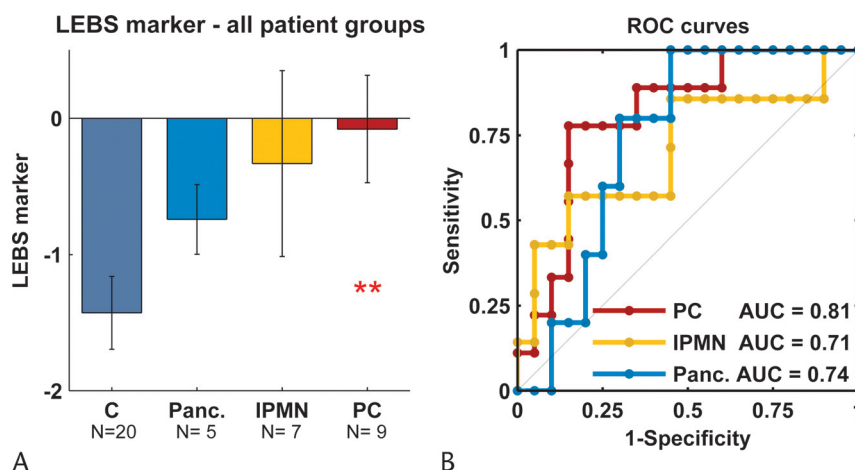 LEBS marker - all patient groups
LEBS marker
0
-1
-2
**
C Panc. IPMN PC
N=20 N= 5 N= 7 N= 9
A
ROC curves
Sensitivity
1
0.75
0.5
0.25
0
PC AUC = 0.81
IPMN AUC = 0.71
Panc. AUC = 0.74
0 0.25 0.5 0.75 1
1-Specificity
B